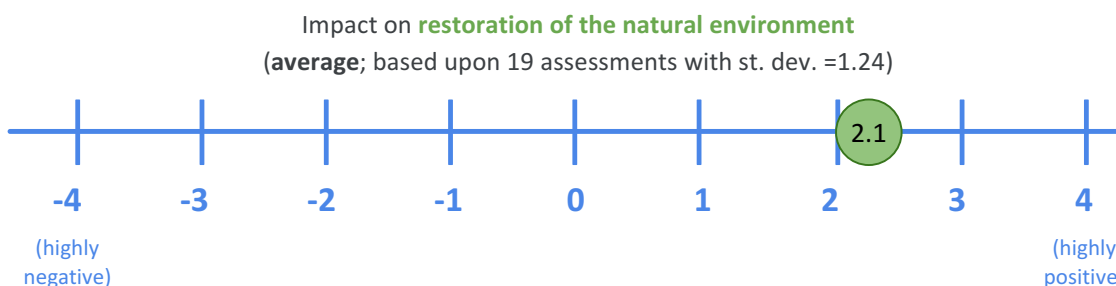 Impact on restoration of the natural environment
(average; based upon 19 assessments with st. dev. =1.24)
2.1
-4 -3 -2 -1 0 1 2 3 4
(highly (highly
negative) positive